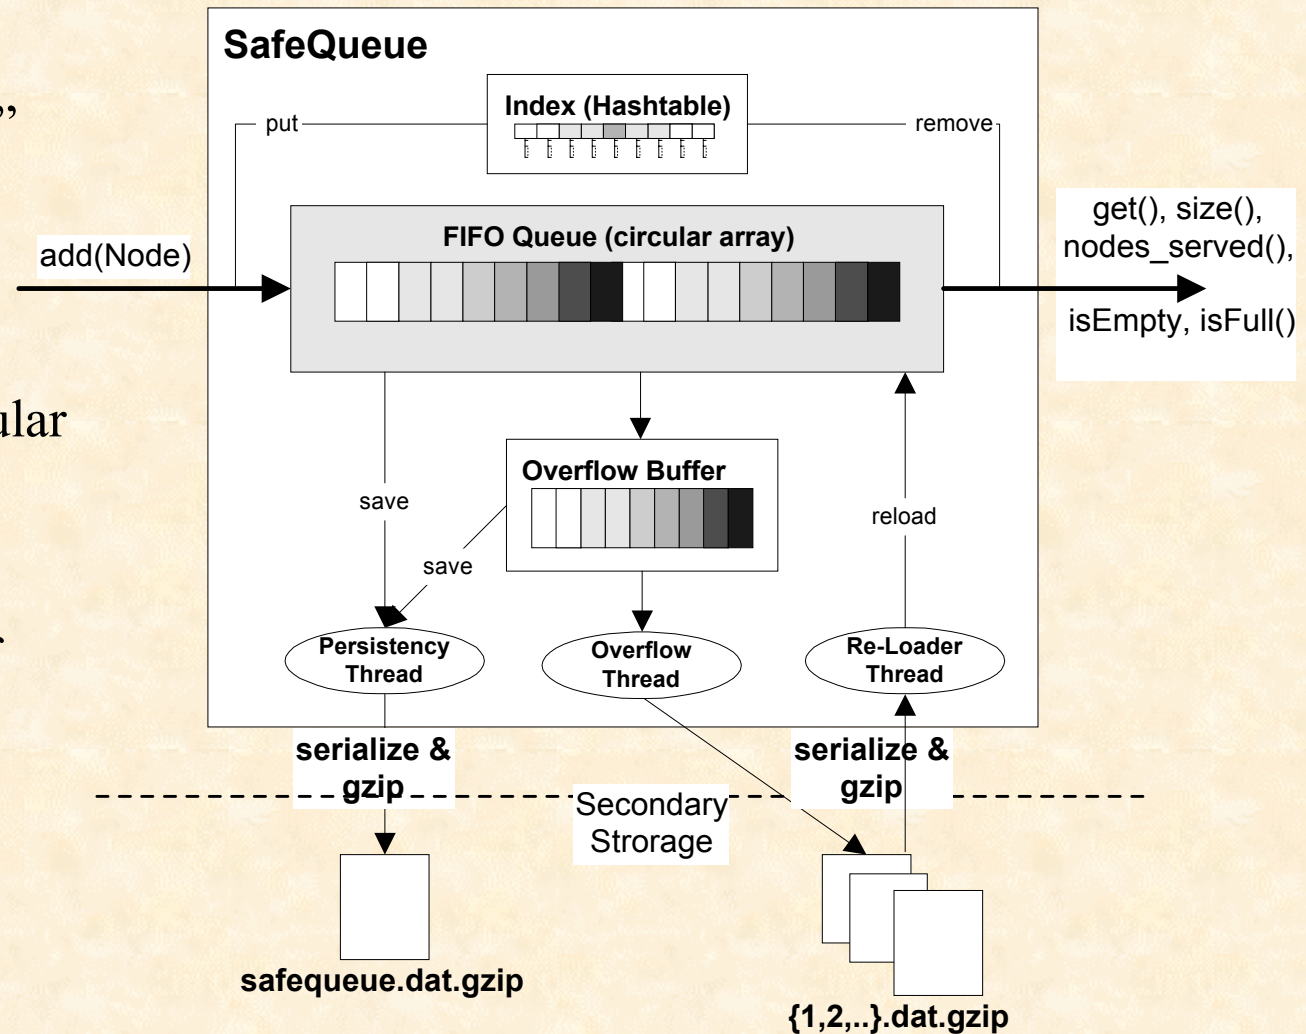 SafeQueue
”
Index (Hashtable)
put
remove
get(), size(),
nodes_served(),
isEmpty, isFull()
add(Node)
FIFO Queue (circular array)
ular
Overflow Buffer
save
save
reload
Persistency
Thread
Overflow
Thread
Re-Loader
Thread
serialize &
gzip
serialize &
gzip
Secondary
Strorage
safequeue.dat.gzip
{1,2,..}.dat.gzip